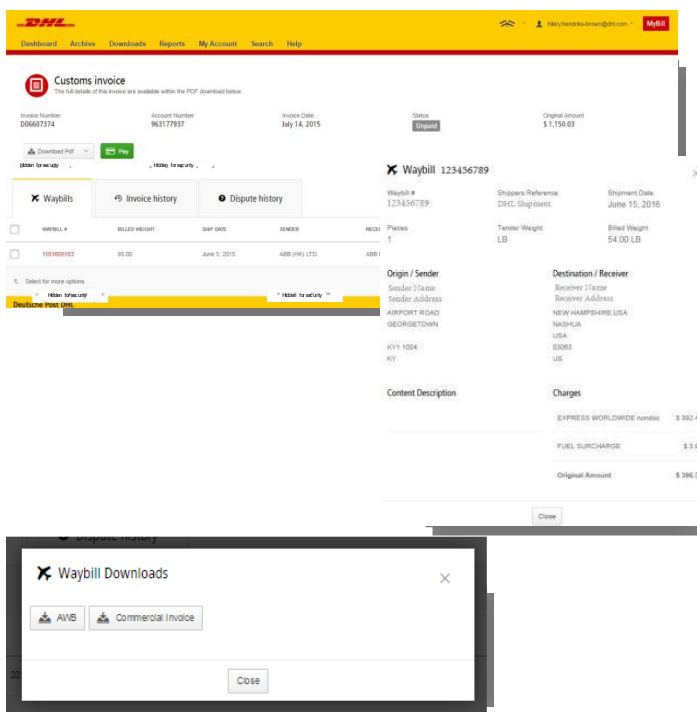 DHL
hilery.hendriks-brown@dhl.com MyBill
Dashboard Archive Downloads Reports My Account Search Help
Customs invoice
The full details of this invoice are available within the PDF download below.
Invoice Number Account Number Invoice Date Status Original Amount
D06607374 963177937 July 14, 2015 Unpaid $ 1,150.03
Download Pdf Pay
Hidden for security Hidden for security
Waybills Invoice history Dispute history
WAYBILL # BILLED WEIGHT SHIP DATE SENDER
95.00 June 5, 2015 ABB (HK) LTD ABB
Select for more options
Hidden for security Hidden for security
Deutsche Post DHL
Waybill 123456789
Waybill # Shippers Reference Shipment Date
123456789 DHL Shipment June 15, 2016
Pieces Tender Weight Billed Weight
1 LB 54.00 LB
Origin / Sender Destination / Receiver
Sender Name Receiver Name
Sender Address Receiver Address
AIRPORT ROAD NEW HAMPSHIRE,USA
GEORGETOWN NASHUA
USA
KY1 1004 03063
KY US
Content Description Charges
EXPRESS WORLDWIDE nondoc
FUEL SURCHARGE
Original Amount
Close
Dispute history
Waybill Downloads
AWB Commercial Invoice
Close